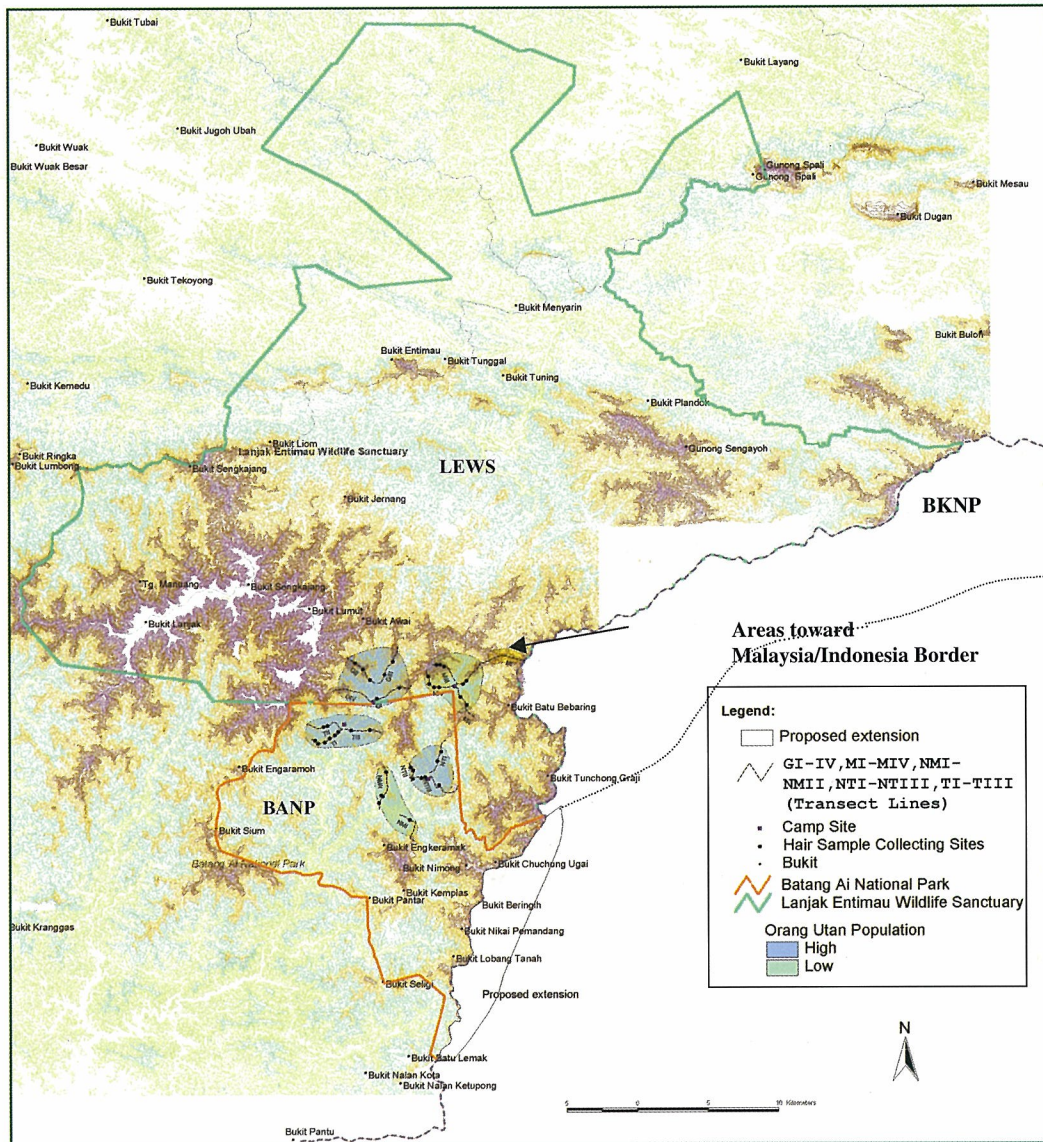 Bukit Tubai
Bukit Layang
Bukit Jugoh Ubah
Bukit Wuak
Bukit Wuak Besar
Gunong Spali
Gunong Spali
Bukit Mesau
Bukit Dugan
Bukit Tekoyong
Bukit Menyarin
Bukit Entimau
Bukit Tunggal
Bukit Tuning
Bukit Kemedu
Bukit Plandok
Bukit Liom
Lanjak Entimau Wildlife Sanctuary
Gunong Sengayoh
Bukit Ringka
Bukit Lumbong
Bukit Sengkajang
LEWS
Bukit Jernang
BKNP
Tg. Manuang
Bukit Sengkajang
Bukit Lumut
Bukit Lanjak
Bukit Awai
Areas toward
Malaysia/Indonesia Border
Bukit Batu Bebaring
Bukit Engaramoh
Bukit Tunchong Graji
BANP
NMI
Bukit Sium
Bukit Engkeramak
Batang Ai National Park
Bukit Nimong
Bukit Chuchong Ugai
Bukit Kemplas
Bukit Pantar
Bukit Beringih
Bukit Kranggas
Bukit Nikai Pemandang
Bukit Lobang Tanah
Bukit Seligi
Proposed extension
Bukit Batu Lemak
Bukit Nalan Kota
Bukit Nalan Ketupong
Bukit Pantu
Legend:
Proposed extension
GI-IV,MI-MIV,NMI-
NMII,NTI-NTIII,TI-TIII
(Transect Lines)
Camp Site
Hair Sample Collecting Sites
Bukit
Batang Ai National Park
Lanjak Entimau Wildlife Sanctuary
Orang Utan Population
High
Low
N
5 0 5 10 Kilometers